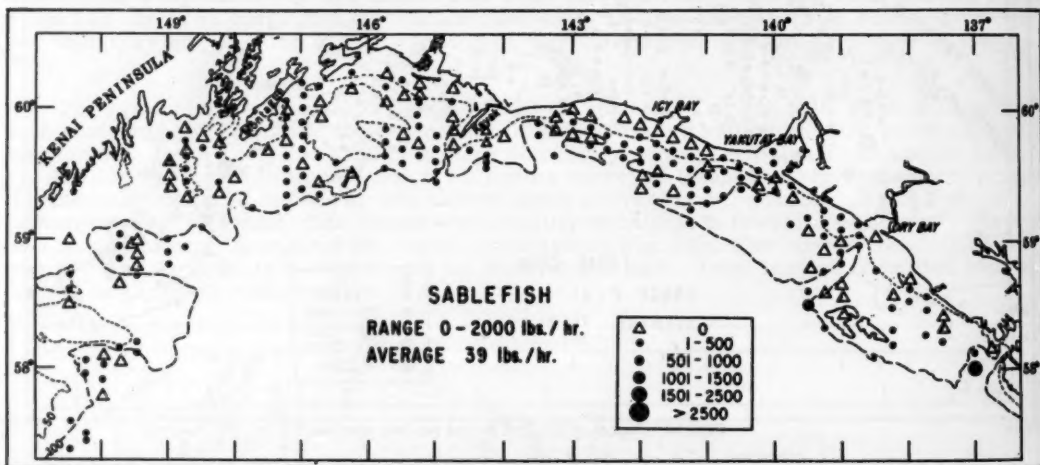 149° 146° 143° 140° 137°
KENAI PENINSULA
60° 60°
ICY BAY
YAKUTAT BAY
59° 59°
DRY BAY
SABLEFISH
RANGE 0-2000 lbs./hr.
AVERAGE 39 lbs./hr.
0
1-500
501-1000
1001-1500
1501-2500
>2500
58° 58°
50
100